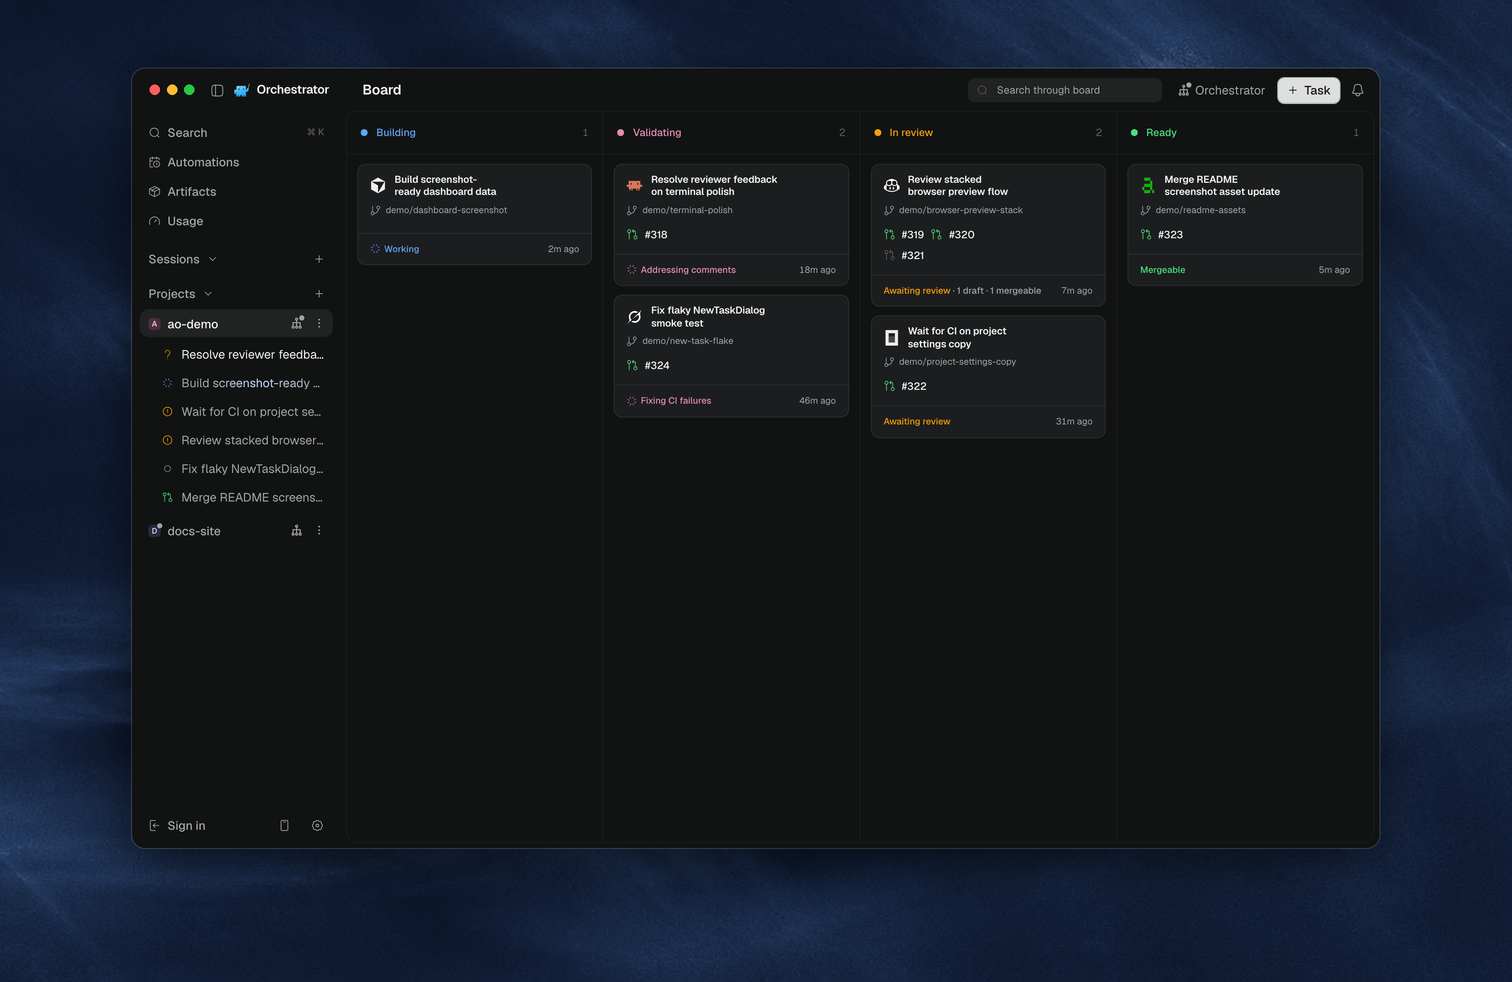 Orchestrator
Board
Search through board
Orchestrator
+ Task
Search ⌘ K
Automations
Artifacts
Usage
Sessions
Projects
A ao-demo
Resolve reviewer feedba...
Build screenshot-ready ...
Wait for CI on project se...
Review stacked browser...
Fix flaky NewTaskDialog...
Merge README screens...
D docs-site
Sign in
Building 1
Build screenshot-
ready dashboard data
demo/dashboard-screenshot
Working 2m ago
Validating 2
Resolve reviewer feedback
on terminal polish
demo/terminal-polish
#318
Addressing comments 18m ago
Fix flaky NewTaskDialog
smoke test
demo/new-task-flake
#324
Fixing CI failures 46m ago
In review 2
Review stacked
browser preview flow
demo/browser-preview-stack
#319 #320
#321
Awaiting review · 1 draft · 1 mergeable 7m ago
Wait for CI on project
settings copy
demo/project-settings-copy
#322
Awaiting review 31m ago
Ready 1
Merge README
screenshot asset update
demo/readme-assets
#323
Mergeable 5m ago